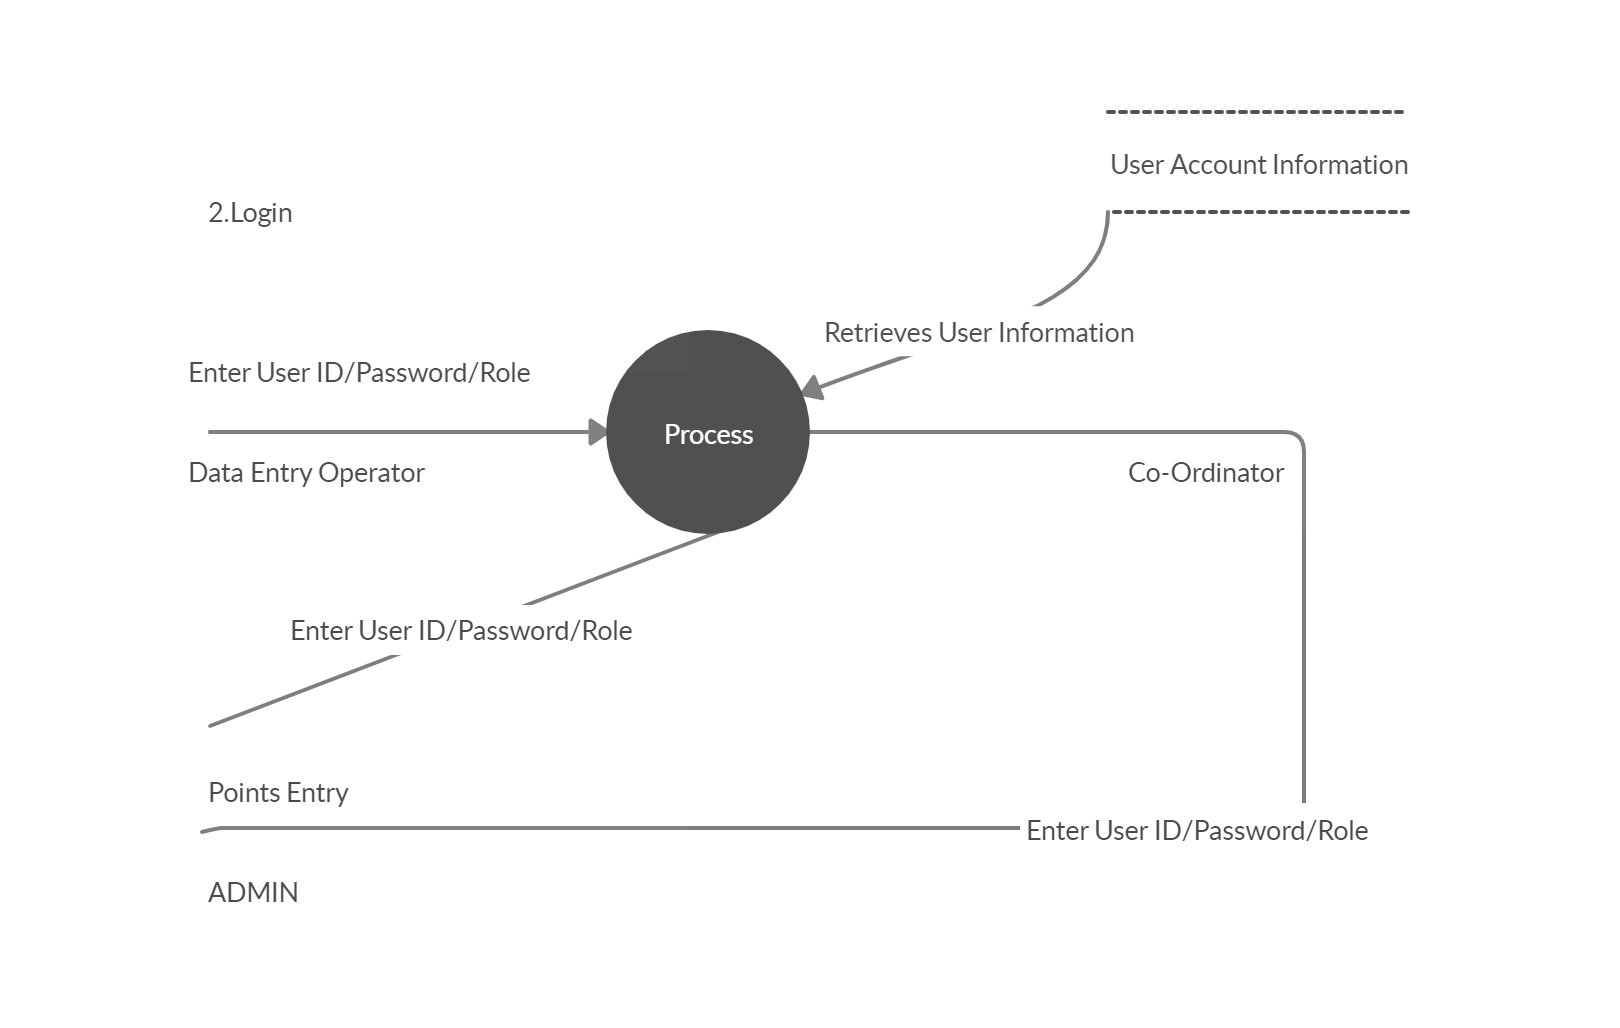 User Account Information
2.Login
Retrieves User Information
Enter User ID/Password/Role
Process
Data Entry Operator
Co-Ordinator
Enter User ID/Password/Role
Points Entry
Enter User ID/Password/Role
ADMIN